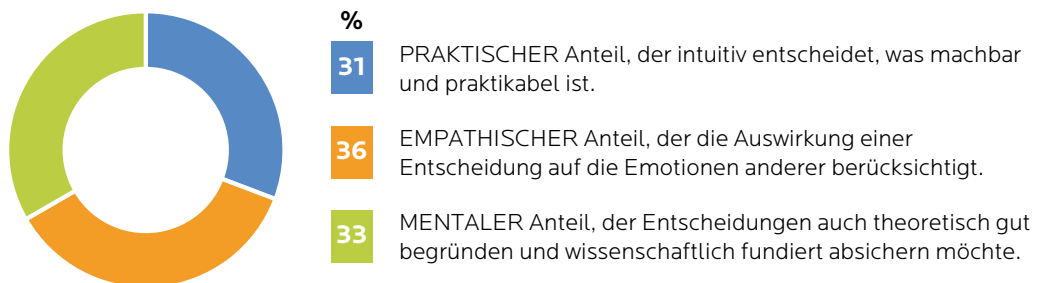 %
31 PRAKTISCHER Anteil, der intuitiv entscheidet, was machbar
und praktikabel ist.
36 EMPATHISCHER Anteil, der die Auswirkung einer
Entscheidung auf die Emotionen anderer berücksichtigt.
33 MENTALER Anteil, der Entscheidungen auch theoretisch gut
begründen und wissenschaftlich fundiert absichern möchte.